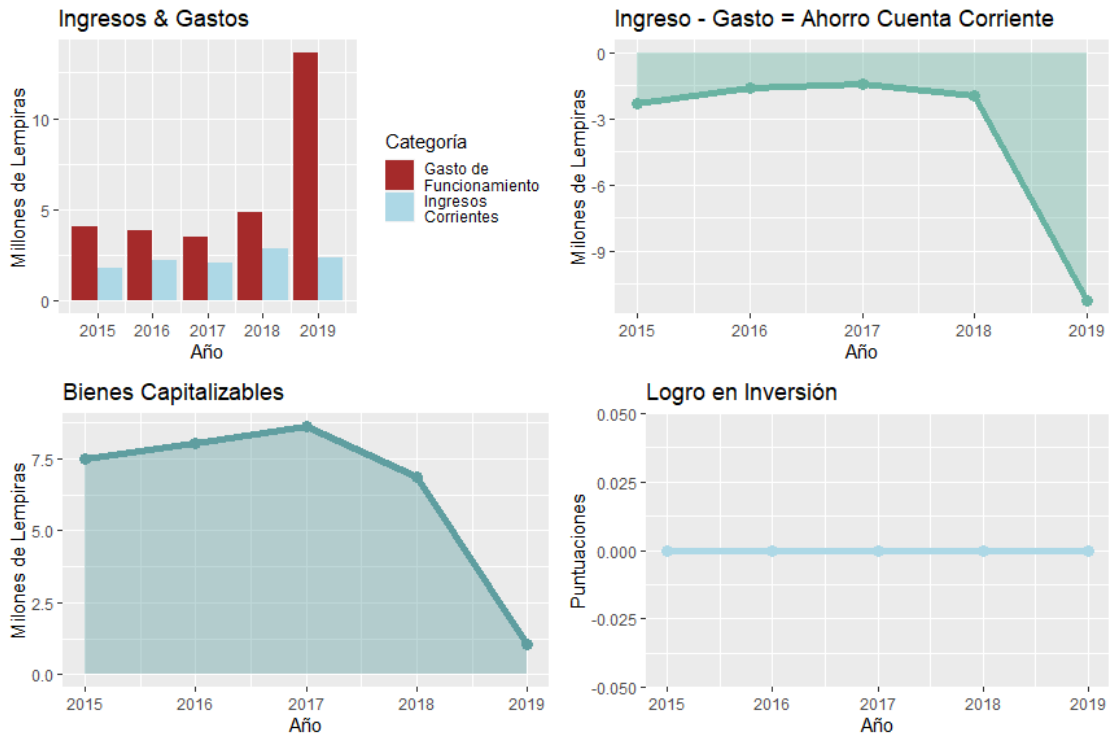 Ingresos & Gastos
Millones de Lempiras
10
5
0
2015 2016 2017 2018 2019
Año
Categoría
Gasto de
Funcionamiento
Ingresos
Corrientes
Ingreso - Gasto = Ahorro Cuenta Corriente
Milones de Lempiras
0
-3
-6
-9
2015 2016 2017 2018 2019
Año
Bienes Capitalizables
Milones de Lempiras
7.5
5.0
2.5
0.0
2015 2016 2017 2018 2019
Año
Logro en Inversión
Puntuaciones
0.050
0.025
0.000
-0.025
-0.050
2015 2016 2017 2018 2019
Año